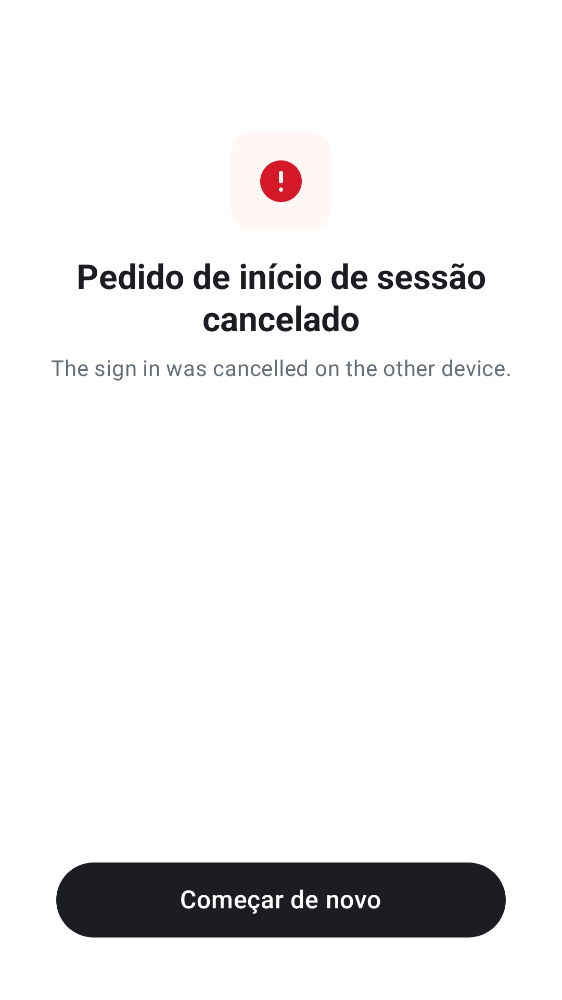 Pedido de início de sessão
cancelado
The sign in was cancelled on the other device.
Começar de novo